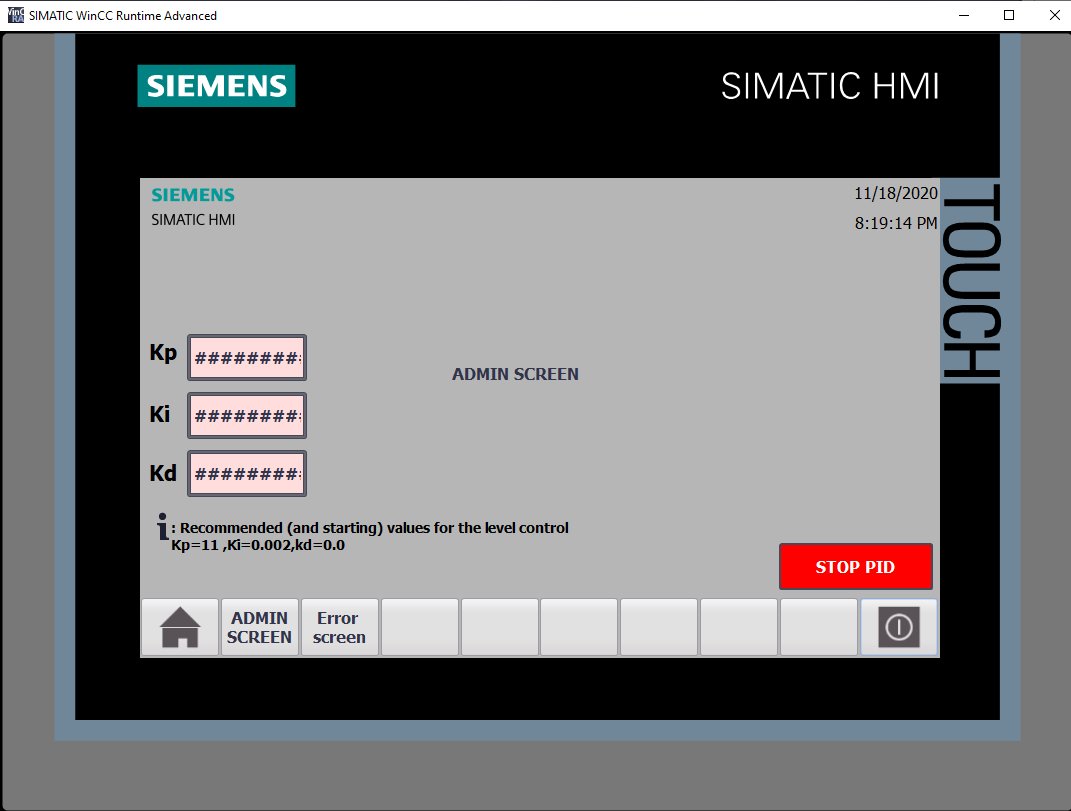 SIMATIC WinCC Runtime Advanced
SIEMENS
SIMATIC HMI
SIEMENS
SIMATIC HMI
11/18/2020
8:19:14 PM
TOUCH
Kp
#########
ADMIN SCREEN
Ki
#########
Kd
#########
i : Recommended (and starting) values for the level control
Kp=11 ,Ki=0.002,kd=0.0
STOP PID
ADMIN
SCREEN
Error
screen